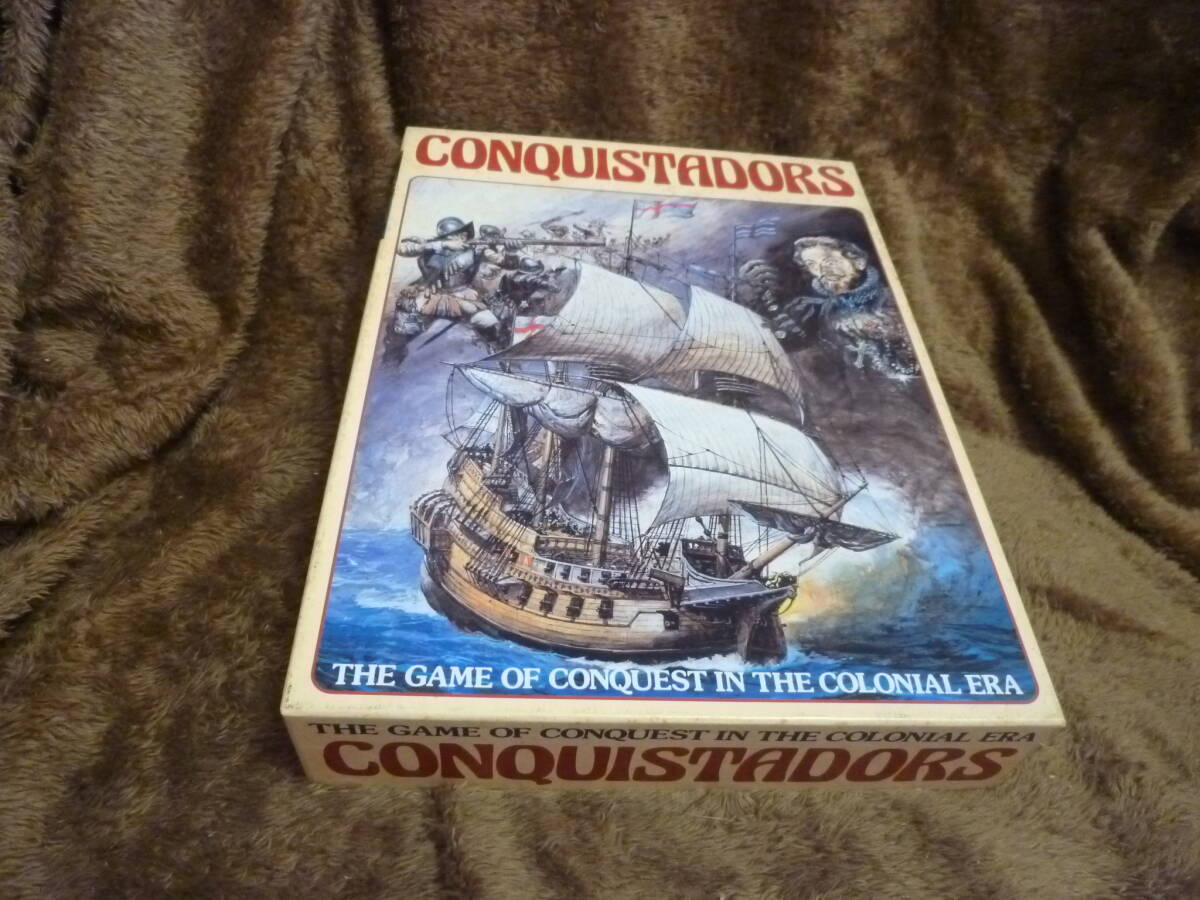 CONQUISTADORS
THE GAME OF CONQUEST IN THE COLONIAL ERA
THE GAME OF CONQUEST IN THE COLONIAL ERA
CONQUISTADORS